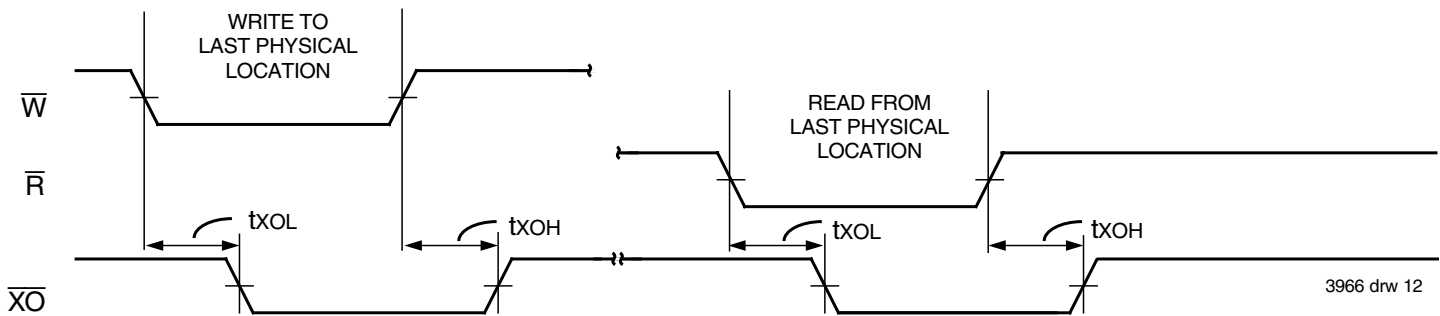 WRITE TO
LAST PHYSICAL
LOCATION
W
READ FROM
LAST PHYSICAL
LOCATION
R
tXOL
tXOH
tXOL
tXOH
XO
3966 drw 12